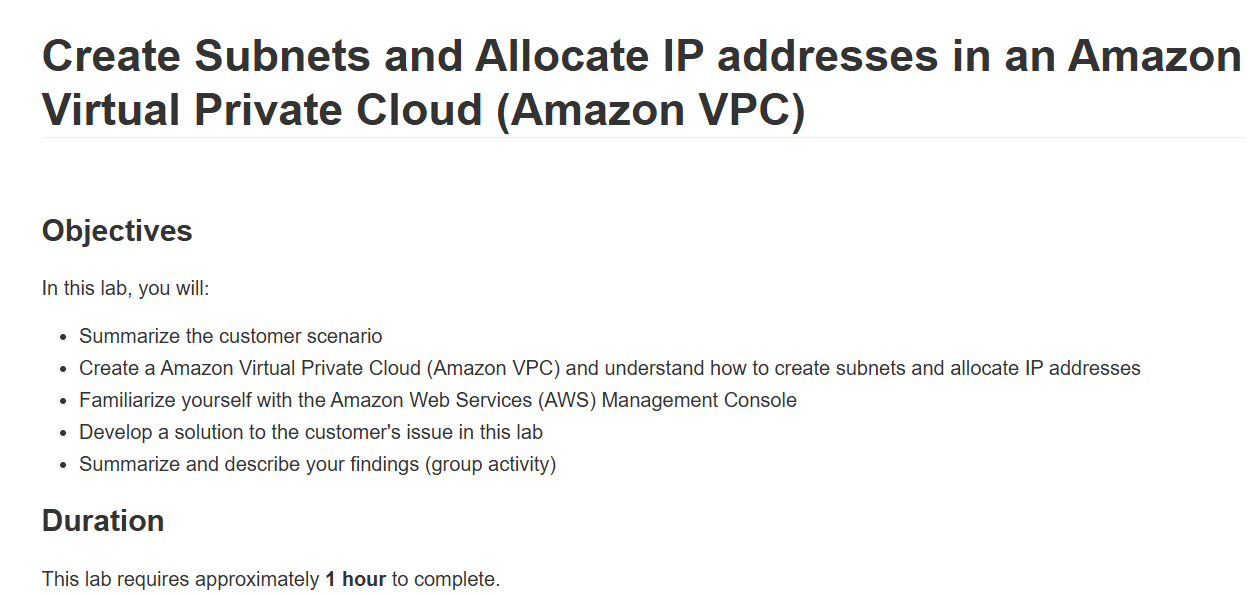 Create Subnets and Allocate IP addresses in an Amazon
Virtual Private Cloud (Amazon VPC)
Objectives
In this lab, you will:
• Summarize the customer scenario
• Create a Amazon Virtual Private Cloud (Amazon VPC) and understand how to create subnets and allocate IP addresses
• Familiarize yourself with the Amazon Web Services (AWS) Management Console
• Develop a solution to the customer's issue in this lab
• Summarize and describe your findings (group activity)
Duration
This lab requires approximately 1 hour to complete.